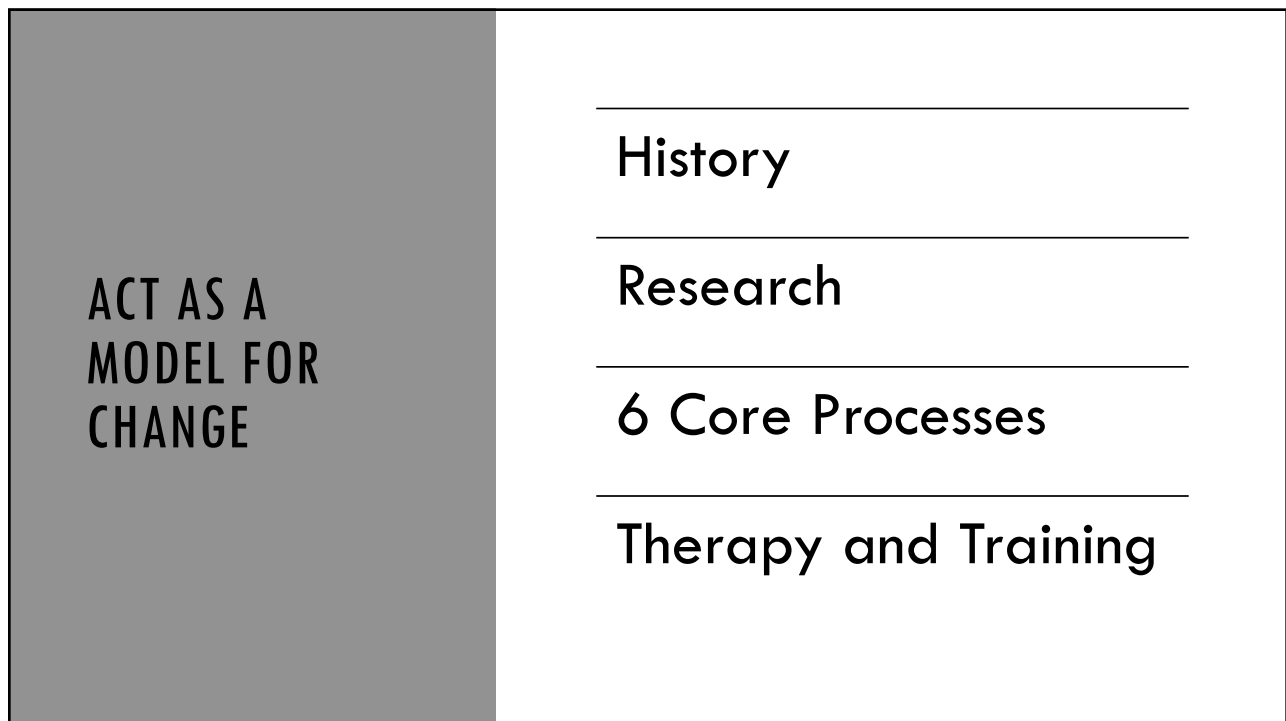 ACT AS A
MODEL FOR
CHANGE
History
Research
6 Core Processes
Therapy and Training